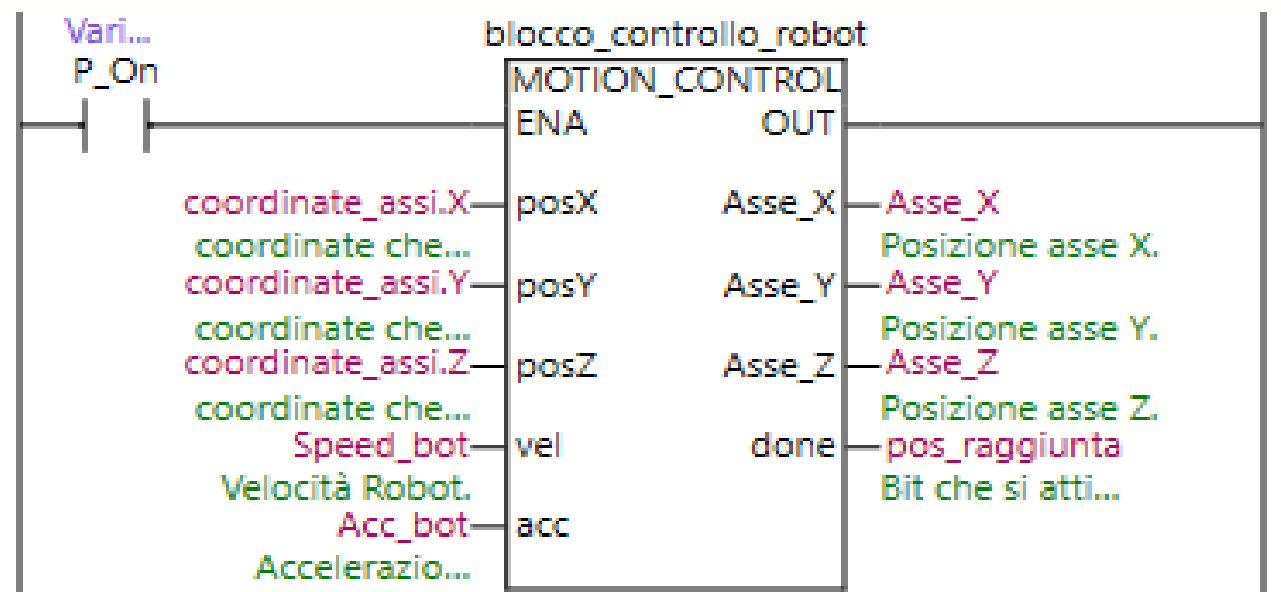 Vari...
P_On
blocco_controllo_robot
MOTION_CONTROL
ENA OUT
coordinate_assi.X posX Asse_X Asse_X
coordinate che... Posizione asse X.
coordinate_assi.Y posY Asse_Y Asse_Y
coordinate che... Posizione asse Y.
coordinate_assi.Z posZ Asse_Z Asse_Z
coordinate che... Posizione asse Z.
Speed_bot vel done pos_raggiunta
Velocità Robot. Bit che si atti...
Acc_bot acc
Accelerazio...